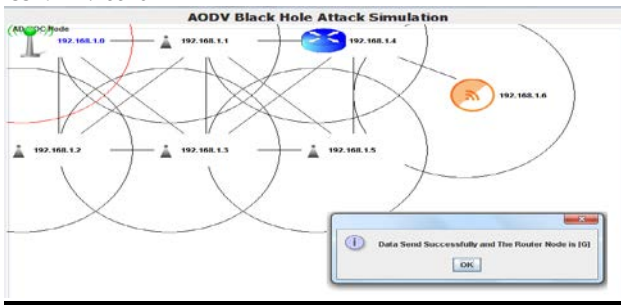 AODV Black Hole Attack Simulation
Node
192.168.1.0
192.168.1.1
192.168.1.4
192.168.1.6
192.168.1.2
192.168.1.3
192.168.1.5
Data Send Successfully and The Router Node is [G]
OK